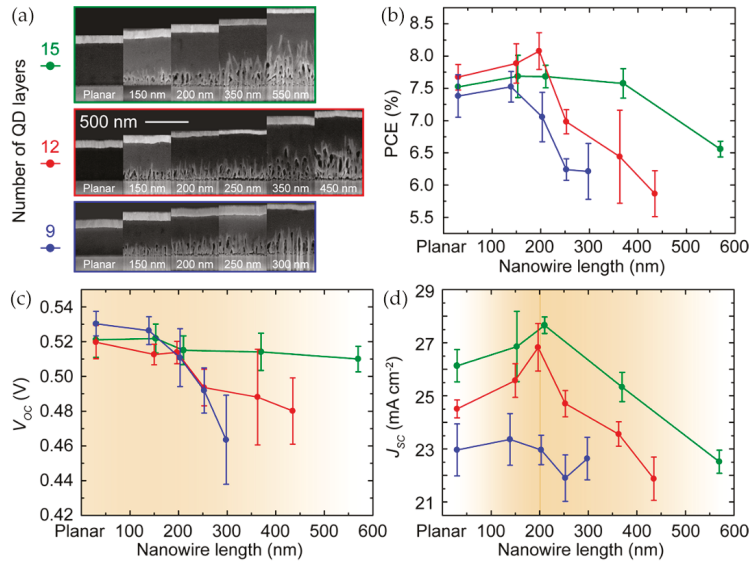 (a)
Number of QD layers
15
Planar 150 nm 200 nm 350 nm 550 nm
12
500 nm
Planar 150 nm 200 nm 250 nm 350 nm 450 nm
9
Planar 150 nm 200 nm 250 nm 300 nm
(b)
PCE (%)
8.5
8.0
7.5
7.0
6.5
6.0
5.5
Planar 100 200 300 400 500 600
Nanowire length (nm)
(c)
VOC (V)
0.54
0.52
0.50
0.48
0.46
0.44
0.42
Planar 100 200 300 400 500 600
Nanowire length (nm)
(d)
JSC (mA cm-2)
29
27
25
23
21
Planar 100 200 300 400 500 600
Nanowire length (nm)